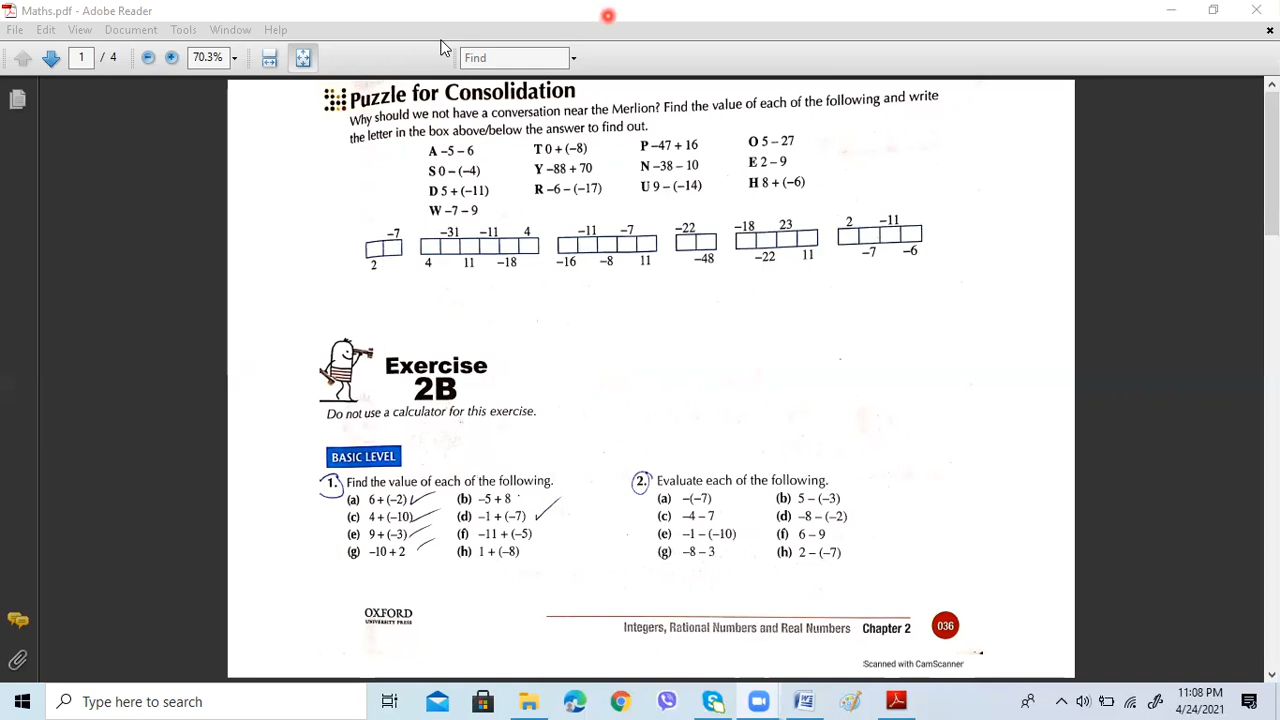 Maths.pdf - Adobe Reader
File Edit View Document Tools Window Help
1 / 4 70.3% Find
Puzzle for Consolidation
Why should we not have a conversation near the Merlion? Find the value of each of the following and write
the letter in the box above/below the answer to find out.
A –5 – 6 T 0 + (–8) P –47 + 16 O 5 – 27
S 0 – (–4) Y –88 + 70 N –38 – 10 E 2 – 9
D 5 + (–11) R –6 – (–17) U 9 – (–14) H 8 + (–6)
W –7 – 9
–7 –31 –11 4 –11 –7 –22 –18 23 2 –11
2 4 11 –18 –16 –8 11 –48 –22 11 –7 –6
Exercise
2B
Do not use a calculator for this exercise.
BASIC LEVEL
1. Find the value of each of the following.
(a) 6 + (–2) (b) –5 + 8
(c) 4 + (–10) (d) –1 + (–7)
(e) 9 + (–3) (f) –11 + (–5)
(g) –10 + 2 (h) 1 + (–8)
2. Evaluate each of the following.
(a) –(–7) (b) 5 – (–3)
(c) –4 – 7 (d) –8 – (–2)
(e) –1 – (–10) (f) 6 – 9
(g) –8 – 3 (h) 2 – (–7)
OXFORD
UNIVERSITY PRESS
Integers, Rational Numbers and Real Numbers Chapter 2 036
Scanned with CamScanner
Type here to search
11:08 PM
4/24/2021